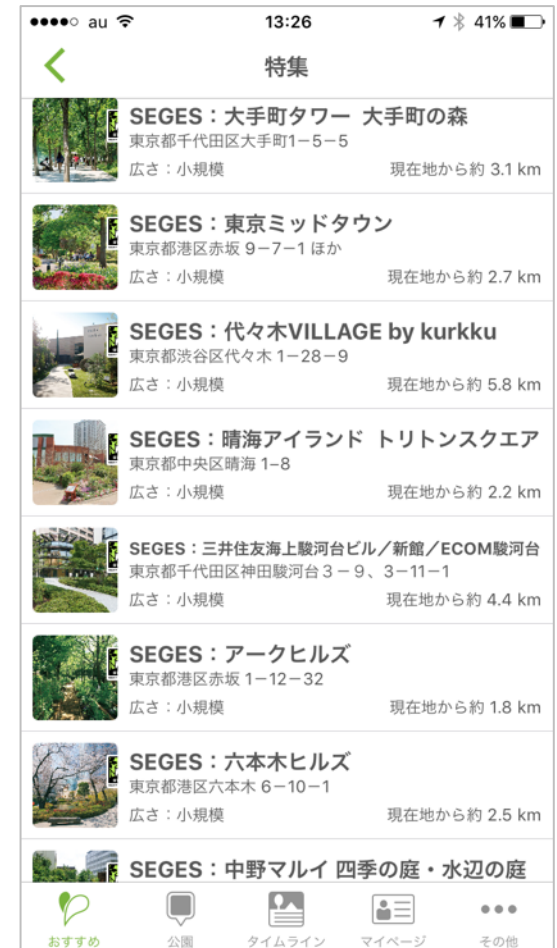 au 13:26 41%
特集
SEGES：大手町タワー 大手町の森
東京都千代田区大手町1−5−5
広さ：小規模 現在地から約 3.1 km
SEGES：東京ミッドタウン
東京都港区赤坂 9−7−1 ほか
広さ：小規模 現在地から約 2.7 km
SEGES：代々木VILLAGE by kurkku
東京都渋谷区代々木 1−28−9
広さ：小規模 現在地から約 5.8 km
SEGES：晴海アイランド トリトンスクエア
東京都中央区晴海 1–8
広さ：小規模 現在地から約 2.2 km
SEGES：三井住友海上駿河台ビル／新館／ECOM駿河台
東京都千代田区神田駿河台３−９、3−11−1
広さ：小規模 現在地から約 4.4 km
SEGES：アークヒルズ
東京都港区赤坂 1−12−32
広さ：小規模 現在地から約 1.8 km
SEGES：六本木ヒルズ
東京都港区六本木 6−10−1
広さ：小規模 現在地から約 2.5 km
SEGES：中野マルイ 四季の庭・水辺の庭
おすすめ 公園 タイムライン マイページ その他